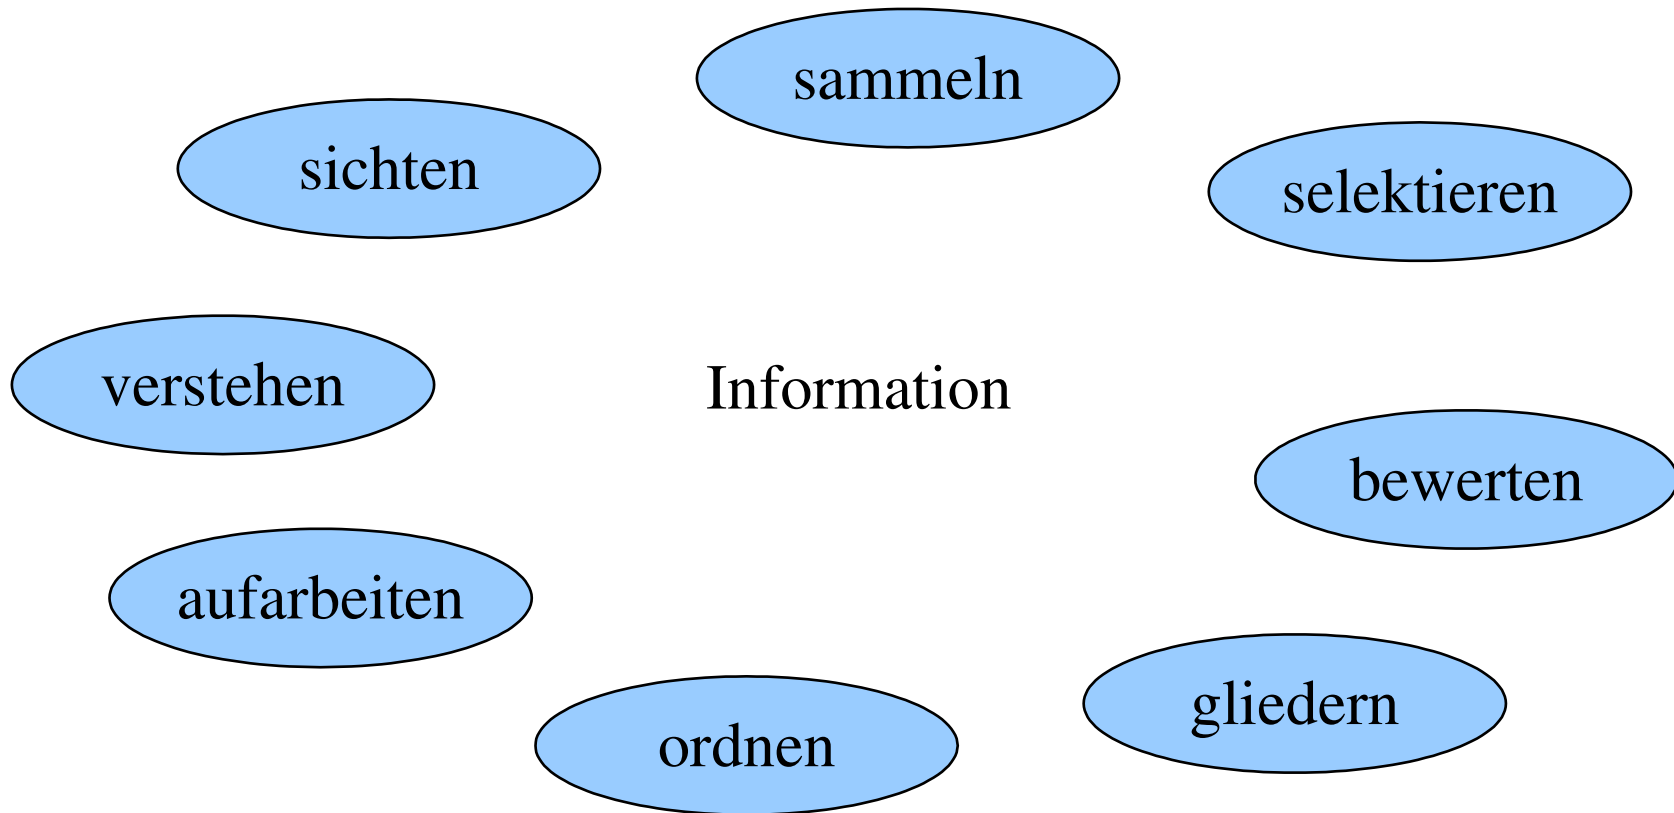 sammeln
sichten
selektieren
verstehen
Information
bewerten
aufarbeiten
gliedern
ordnen